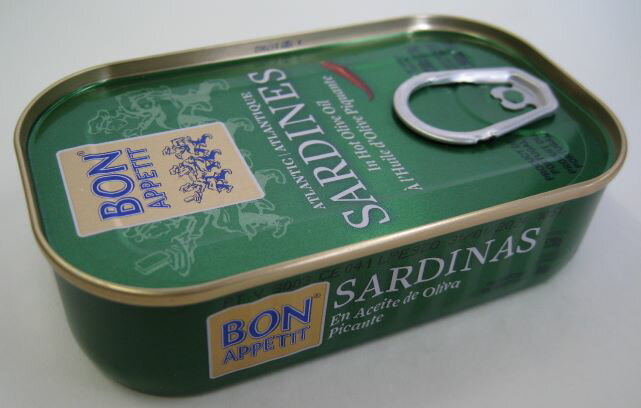 BON
APPETIT
ATLANTIC/ATLANTIQUE
SARDINES
In Hot Olive Oil
A l'Huile d'Olive Piquante
BON
APPETIT
SARDINAS
En Aceite de Oliva
Picante